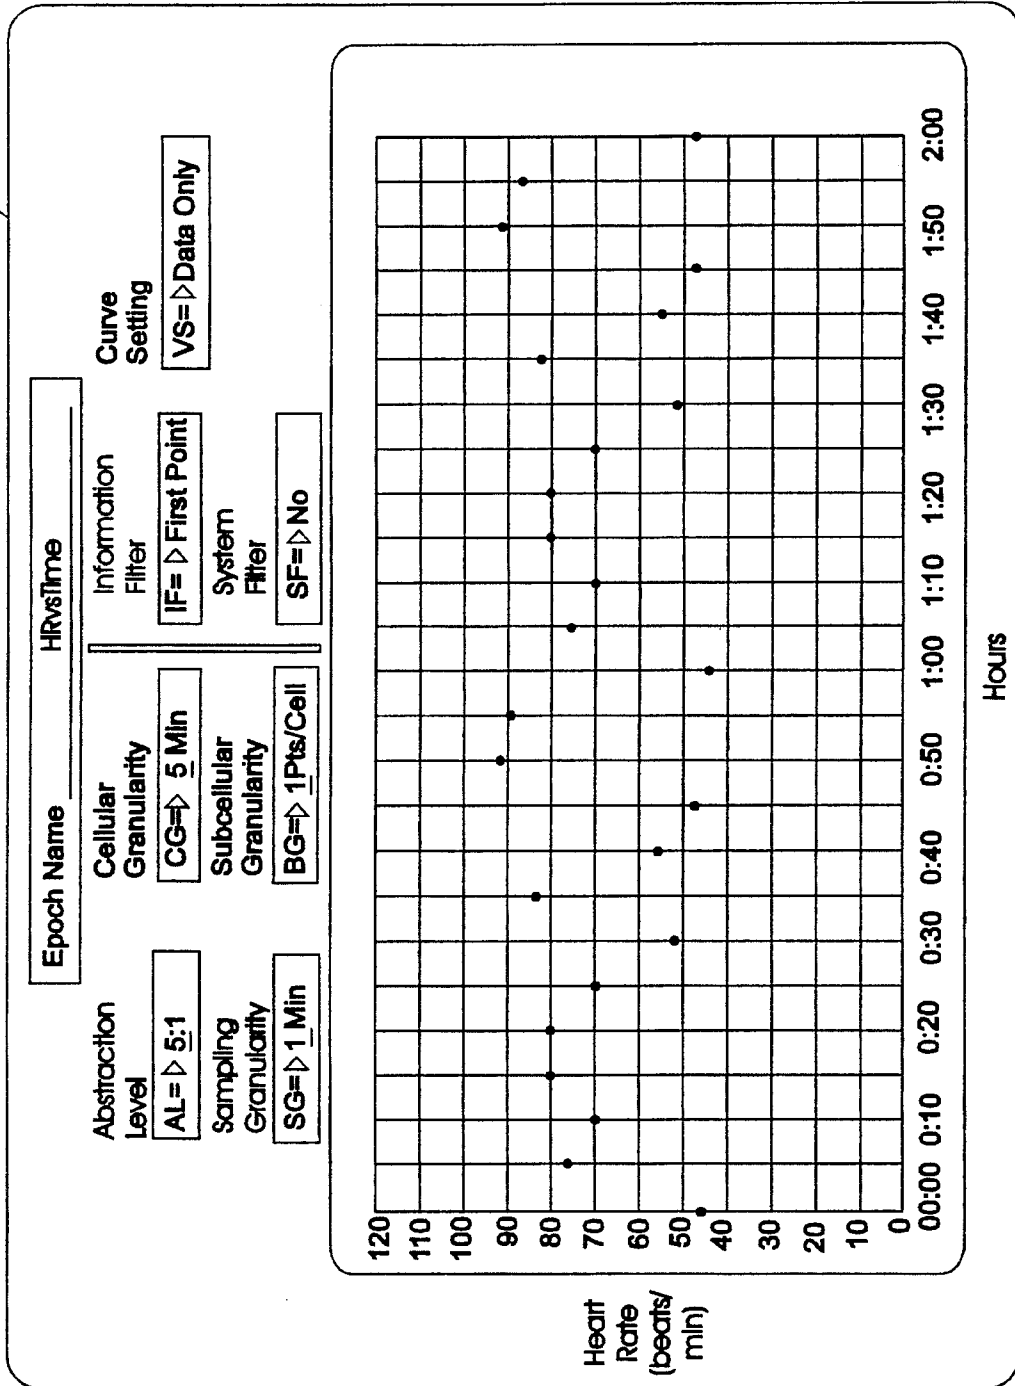 Epoch Name HRvsTime
Abstraction
Level
AL=▷ 5:1
Sampling
Granularity
SG=▷ 1 Min
Cellular
Granularity
CG=▷ 5 Min
Subcellular
Granularity
BG=▷ 1Pts/Cell
Information
Filter
IF= ▷ First Point
System
Filter
SF=▷No
Curve
Setting
VS=▷Data Only
Heart
Rate
(beats/
min)
120
110
100
90
80
70
60
50
40
30
20
10
0
00:00 0:10 0:20 0:30 0:40 0:50 1:00 1:10 1:20 1:30 1:40 1:50 2:00
Hours